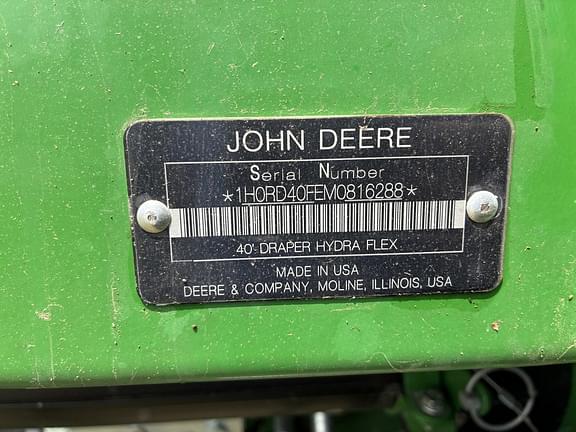 JOHN DEERE
Serial Number
*1H0RD40FEM0816288*
40' DRAPER HYDRA FLEX
MADE IN USA
DEERE & COMPANY, MOLINE, ILLINOIS, USA